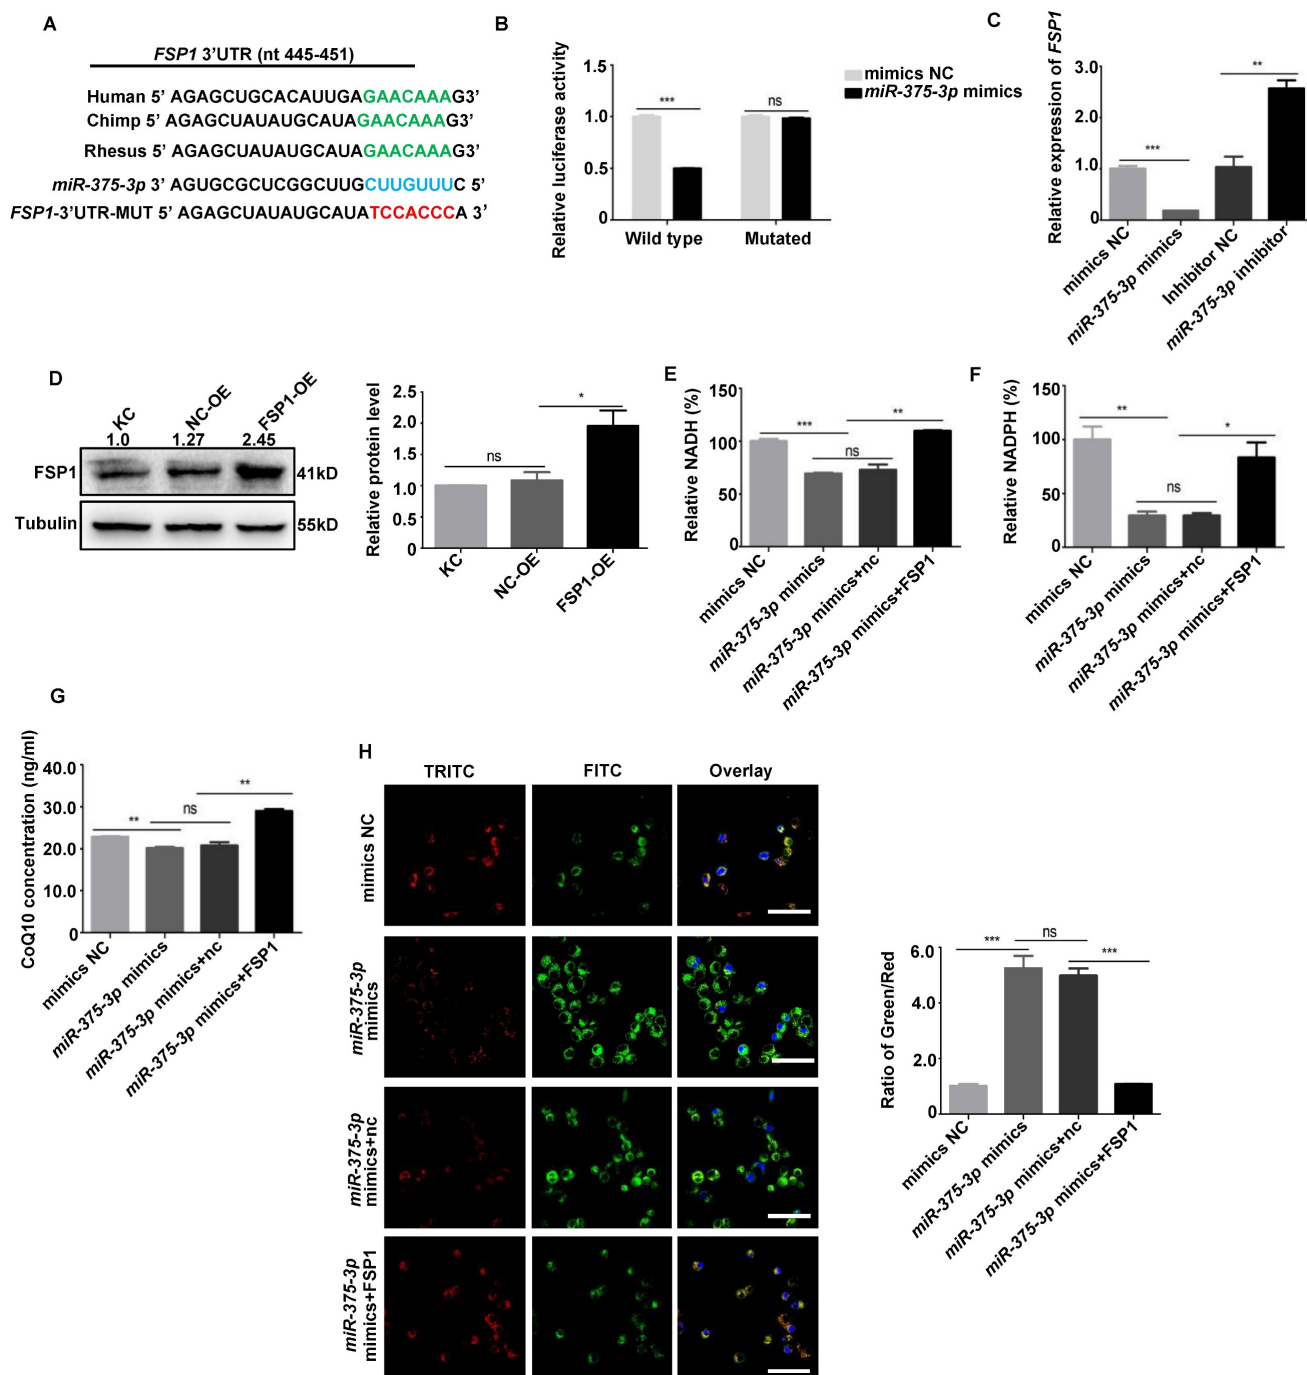 A
FSP1 3’UTR (nt 445-451)
Human 5’ AGAGCUGCACAUUGAGAACAAAG3’
Chimp 5’ AGAGCUAUAUGCAUAGAACAAAG3’
Rhesus 5’ AGAGCUAUAUGCAUAGAACAAAG3’
miR-375-3p 3’ AGUGCGCUCGGCUUGCUUGUUUC 5’
FSP1-3’UTR-MUT 5’ AGAGCUAUAUGCAUATCCACCCA 3’
B
Relative luciferase activity
1.5
1.0
0.5
0
***
ns
Wild type
Mutated
mimics NC
miR-375-3p mimics
C
Relative expression of FSP1
3.0
2.0
1.0
0
***
**
mimics NC
miR-375-3p mimics
Inhibitor NC
miR-375-3p inhibitor
D
KC
NC-OE
FSP1-OE
1.0
1.27
2.45
FSP1
41kD
Tubulin
55kD
Relative protein level
2.5
2.0
1.5
1.0
0.5
0
ns
*
KC
NC-OE
FSP1-OE
E
Relative NADH (%)
150
100
50
0
***
ns
**
mimics NC
miR-375-3p mimics
miR-375-3p mimics+nc
miR-375-3p mimics+FSP1
F
Relative NADPH (%)
150
100
50
0
**
ns
*
mimics NC
miR-375-3p mimics
miR-375-3p mimics+nc
miR-375-3p mimics+FSP1
G
CoQ10 concentration (ng/ml)
40.0
30.0
20.0
10.0
0
**
ns
**
mimics NC
miR-375-3p mimics
miR-375-3p mimics+nc
miR-375-3p mimics+FSP1
H
TRITC
FITC
Overlay
mimics NC
miR-375-3p
mimics
miR-375-3p
mimics+nc
miR-375-3p
mimics+FSP1
Ratio of Green/Red
6.0
4.0
2.0
0
***
ns
***
mimics NC
miR-375-3p mimics
miR-375-3p mimics+nc
miR-375-3p mimics+FSP1